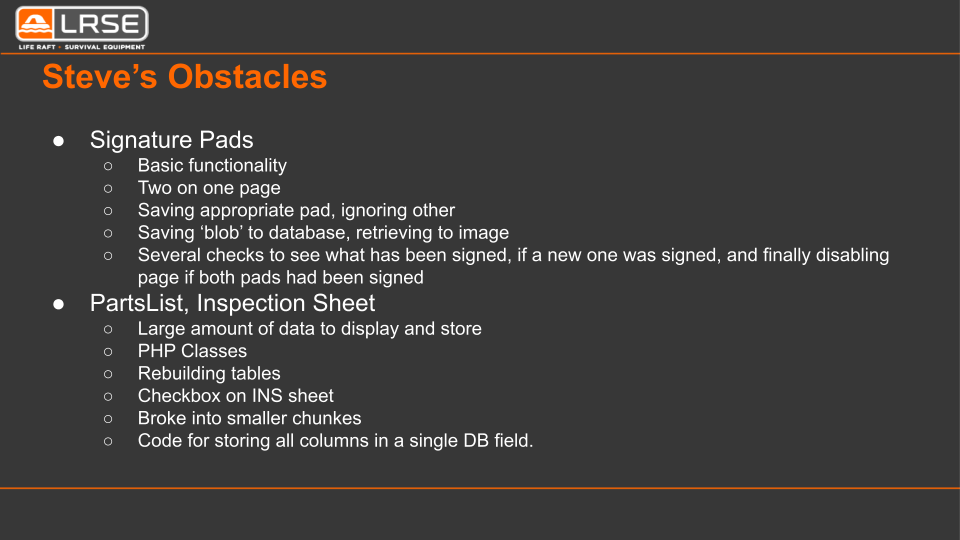 LRSE
LIFE RAFT - SURVIVAL EQUIPMENT
Steve’s Obstacles
● Signature Pads
○ Basic functionality
○ Two on one page
○ Saving appropriate pad, ignoring other
○ Saving ‘blob’ to database, retrieving to image
○ Several checks to see what has been signed, if a new one was signed, and finally disabling
page if both pads had been signed
● PartsList, Inspection Sheet
○ Large amount of data to display and store
○ PHP Classes
○ Rebuilding tables
○ Checkbox on INS sheet
○ Broke into smaller chunkes
○ Code for storing all columns in a single DB field.